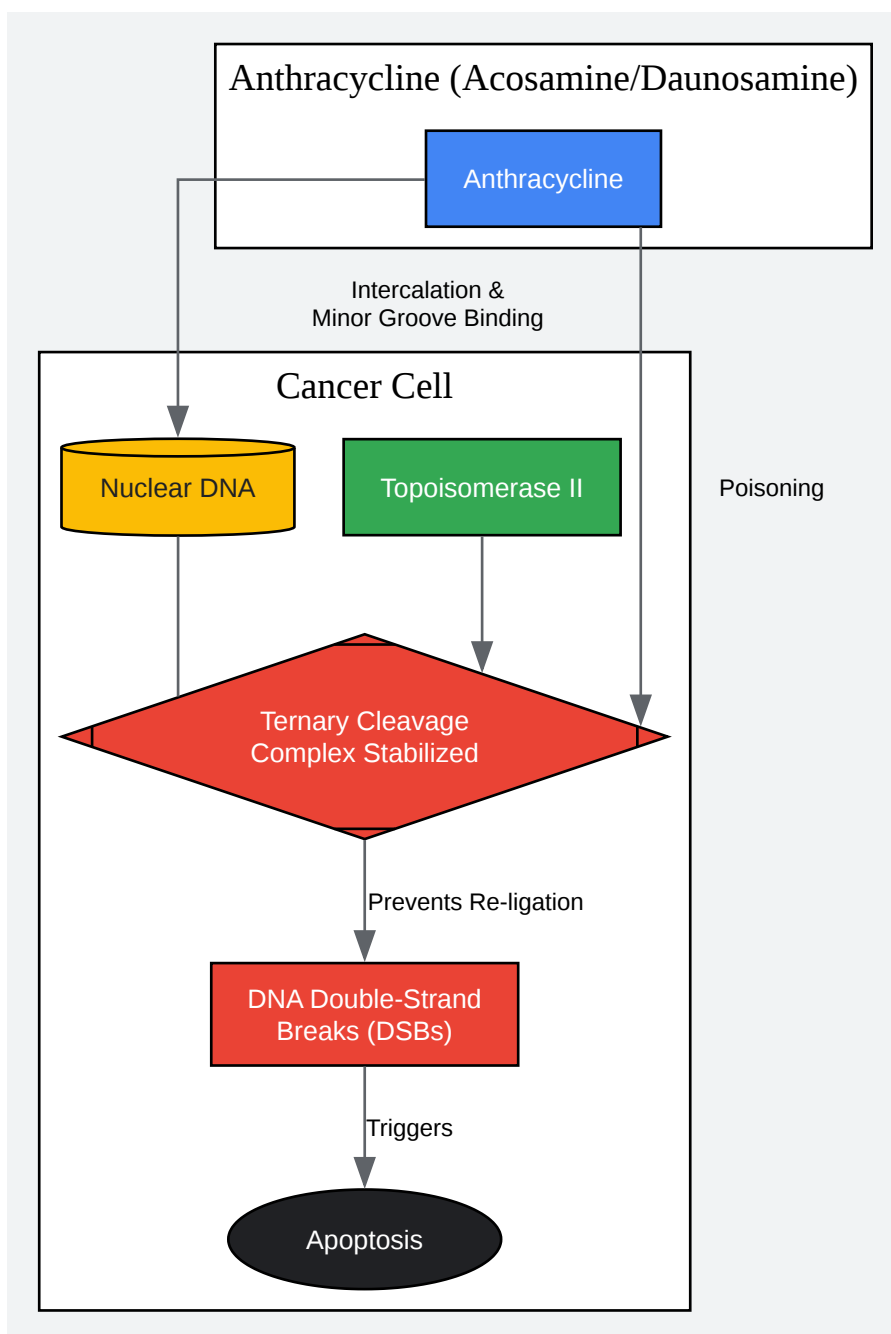 Anthracycline (Acosamine/Daunosamine)
Anthracycline
Intercalation &
Minor Groove Binding
Cancer Cell
Nuclear DNA
Topoisomerase II
Poisoning
Ternary Cleavage
Complex Stabilized
Prevents Re-ligation
DNA Double-Strand
Breaks (DSBs)
Triggers
Apoptosis